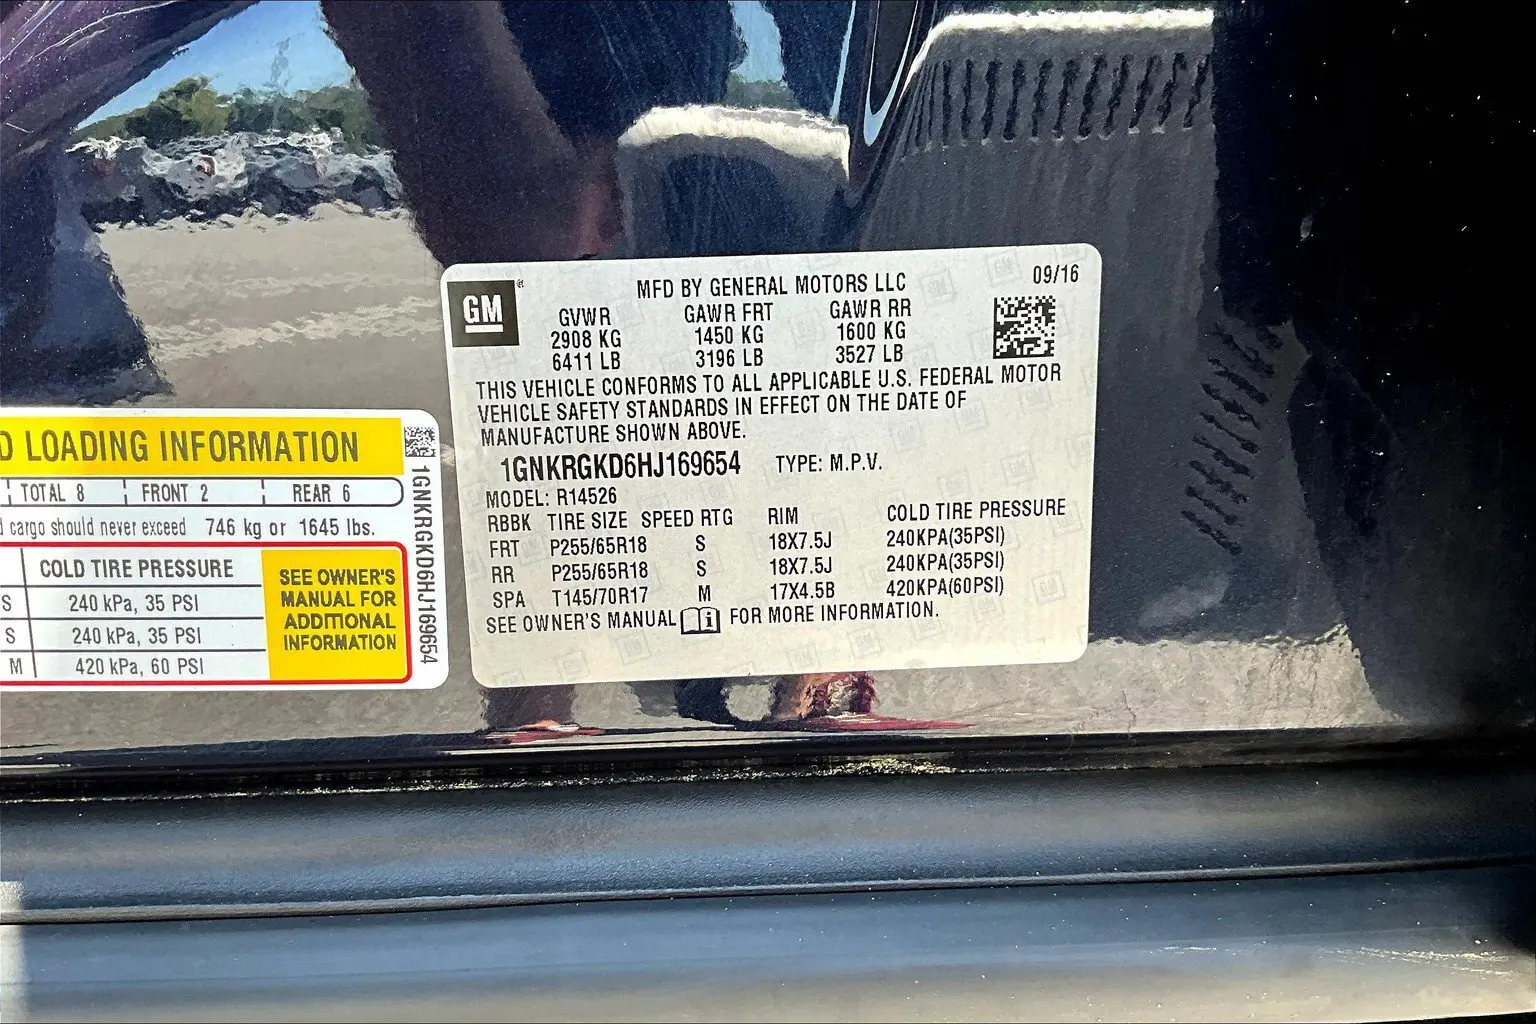 GM
MFD BY GENERAL MOTORS LLC
09/16
GVWR GAWR FRT GAWR RR
2908 KG 1450 KG 1600 KG
6411 LB 3196 LB 3527 LB
THIS VEHICLE CONFORMS TO ALL APPLICABLE U.S. FEDERAL MOTOR
VEHICLE SAFETY STANDARDS IN EFFECT ON THE DATE OF
MANUFACTURE SHOWN ABOVE.
1GNKRGKD6HJ169654 TYPE: M.P.V.
MODEL: R14526
RBBK TIRE SIZE SPEED RTG RIM COLD TIRE PRESSURE
FRT P255/65R18 S 18X7.5J 240KPA(35PSI)
RR P255/65R18 S 18X7.5J 240KPA(35PSI)
SPA T145/70R17 M 17X4.5B 420KPA(60PSI)
SEE OWNER'S MANUAL i FOR MORE INFORMATION.
D LOADING INFORMATION
TOTAL 8 FRONT 2 REAR 6
d cargo should never exceed 746 kg or 1645 lbs.
COLD TIRE PRESSURE
S 240 kPa, 35 PSI
S 240 kPa, 35 PSI
M 420 kPa, 60 PSI
SEE OWNER'S
MANUAL FOR
ADDITIONAL
INFORMATION
1GNKRGKD6HJ169654